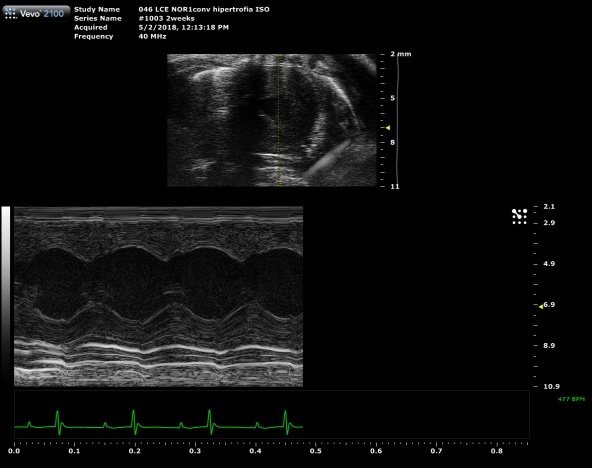 Vevo 2100
Study Name 046 LCE NOR1conv hipertrofia ISO
Series Name #1003 2weeks
Acquired 5/2/2018, 12:13:18 PM
Frequency 40 MHz
2 mm
5
8
11
2.1
2.9
4.9
6.9
8.9
10.9
477 BPM
0.0 0.1 0.2 0.3 0.4 0.5 0.6 0.7 0.8